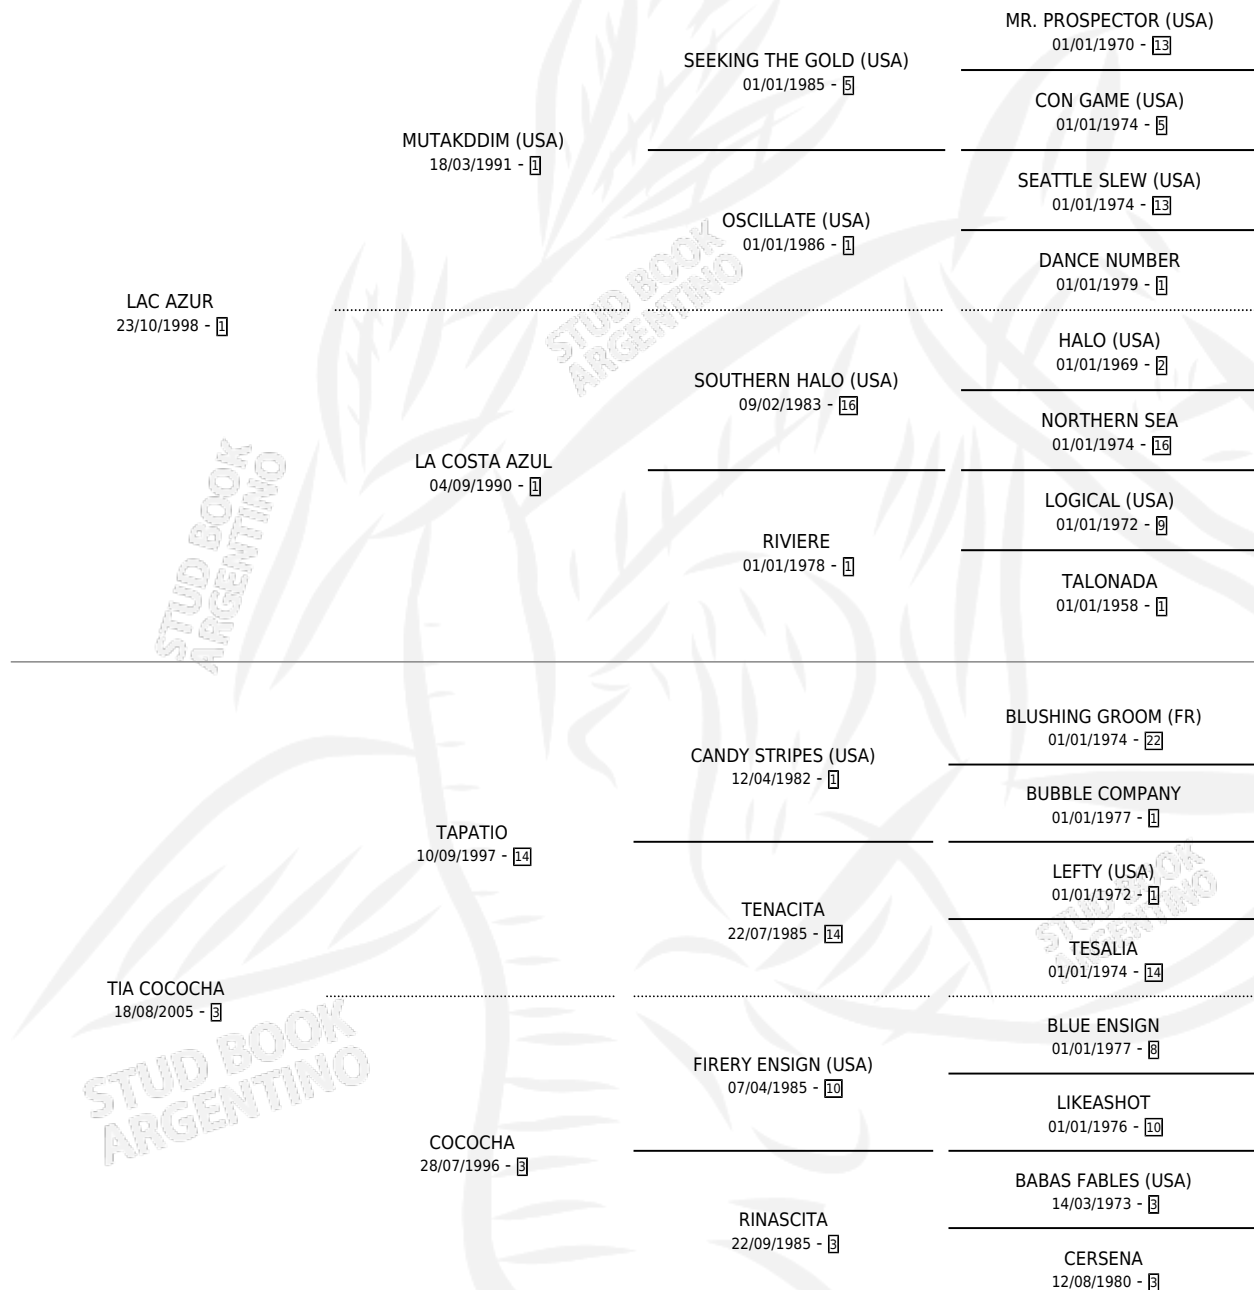 MR. PROSPECTOR (USA)
01/01/1970 - 13
SEEKING THE GOLD (USA)
01/01/1985 - 5
CON GAME (USA)
01/01/1974 - 5
MUTAKDDIM (USA)
18/03/1991 - 1
SEATTLE SLEW (USA)
01/01/1974 - 13
OSCILLATE (USA)
01/01/1986 - 1
DANCE NUMBER
01/01/1979 - 1
LAC AZUR
23/10/1998 - 1
HALO (USA)
01/01/1969 - 2
SOUTHERN HALO (USA)
09/02/1983 - 16
NORTHERN SEA
01/01/1974 - 16
LA COSTA AZUL
04/09/1990 - 1
LOGICAL (USA)
01/01/1972 - 9
RIVIERE
01/01/1978 - 1
TALONADA
01/01/1958 - 1
STUD BOOK
ARGENTINO
STUD BOOK
ARGENTINO
BLUSHING GROOM (FR)
01/01/1974 - 22
CANDY STRIPES (USA)
12/04/1982 - 1
BUBBLE COMPANY
01/01/1977 - 1
TAPATIO
10/09/1997 - 14
LEFTY (USA)
01/01/1972 - 1
TENACITA
22/07/1985 - 14
TESALIA
01/01/1974 - 14
STUD BOOK
ARGENTINO
TIA COCOCHA
18/08/2005 - 3
BLUE ENSIGN
01/01/1977 - 8
FIRERY ENSIGN (USA)
07/04/1985 - 10
LIKEASHOT
01/01/1976 - 10
STUD BOOK
ARGENTINO
COCOCHA
28/07/1996 - 3
BABAS FABLES (USA)
14/03/1973 - 3
RINASCITA
22/09/1985 - 3
CERSENA
12/08/1980 - 3